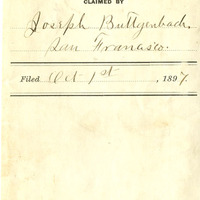 CLAIMED BY
Joseph Buttgenbach.
San Francisco.
Filed Oct 1st, 1897